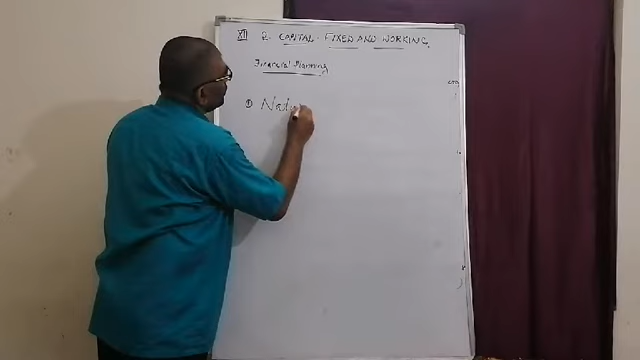 XII 2. CAPITAL - FIXED AND WORKING
Financial Planning
① Natu